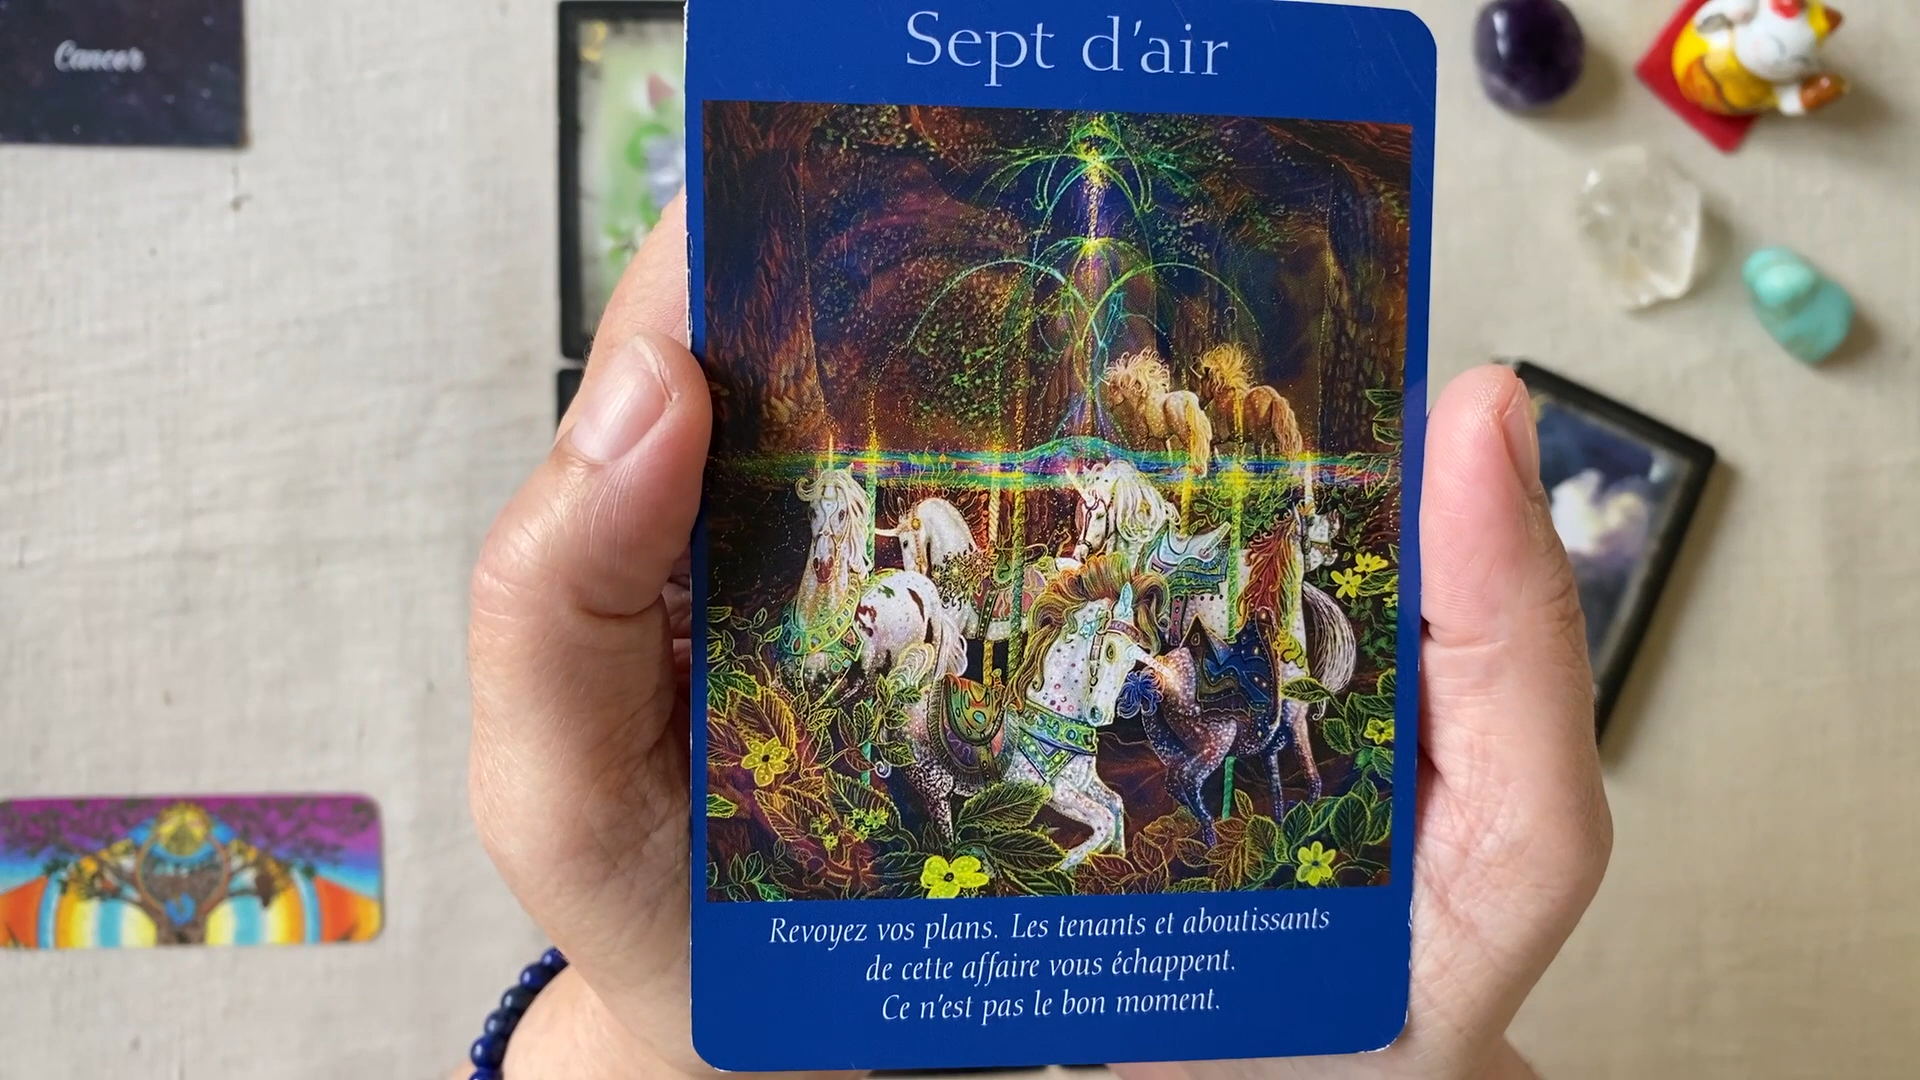 Cancer
2
Sept d'air
Revoyez vos plans. Les tenants et aboutissants
de cette affaire vous échappent.
Ce n'est pas le bon moment.